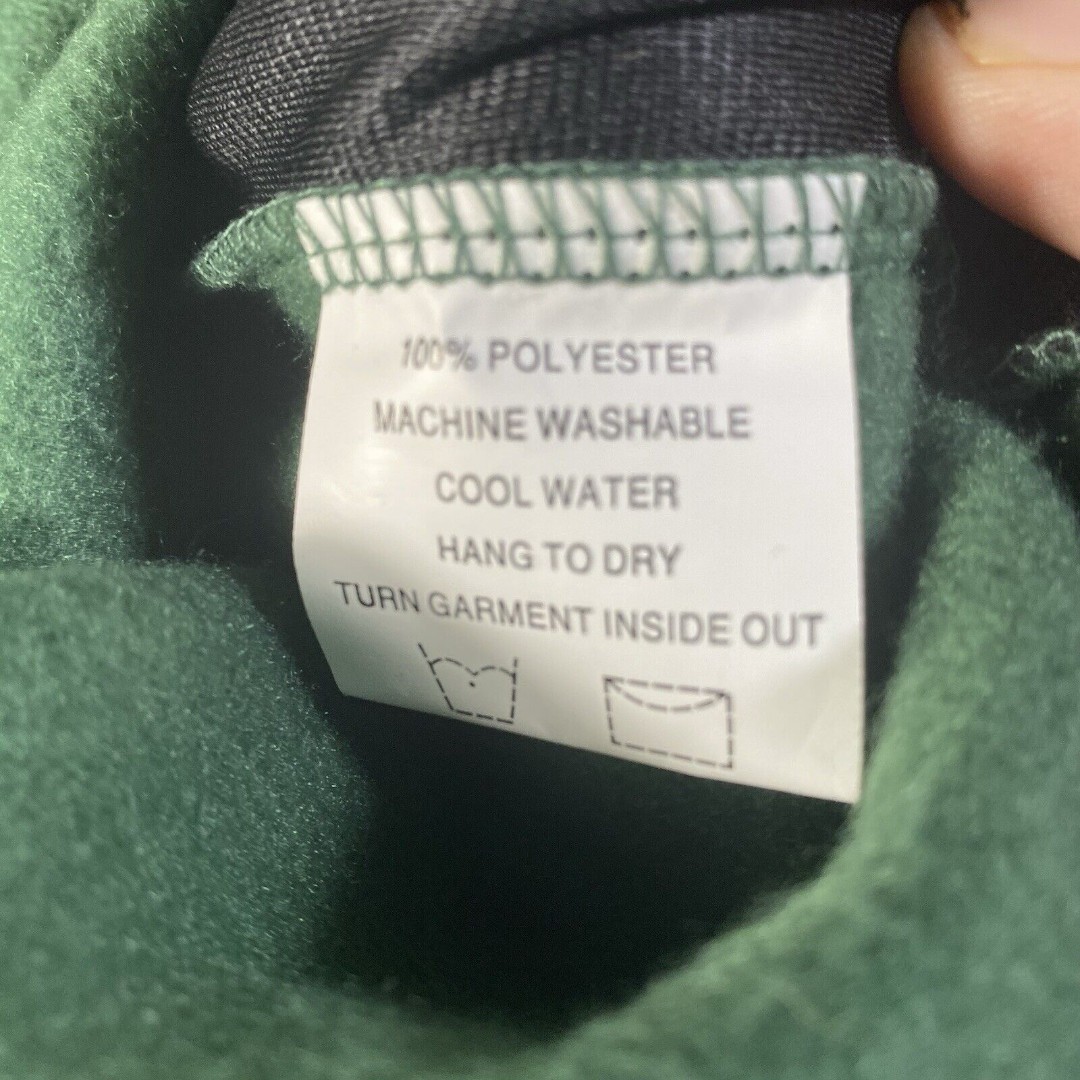 100% POLYESTER
MACHINE WASHABLE
COOL WATER
HANG TO DRY
TURN GARMENT INSIDE OUT